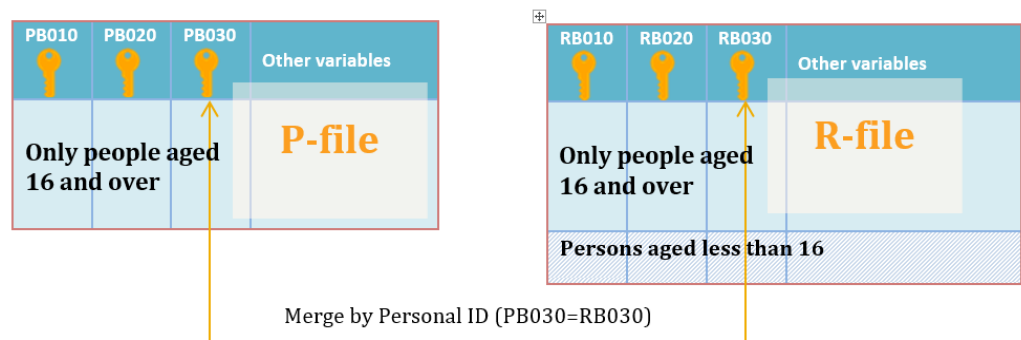 PB010 PB020 PB030
Other variables
P-file
Only people aged
16 and over
RB010 RB020 RB030
Other variables
R-file
Only people aged
16 and over
Persons aged less than 16
Merge by Personal ID (PB030=RB030)